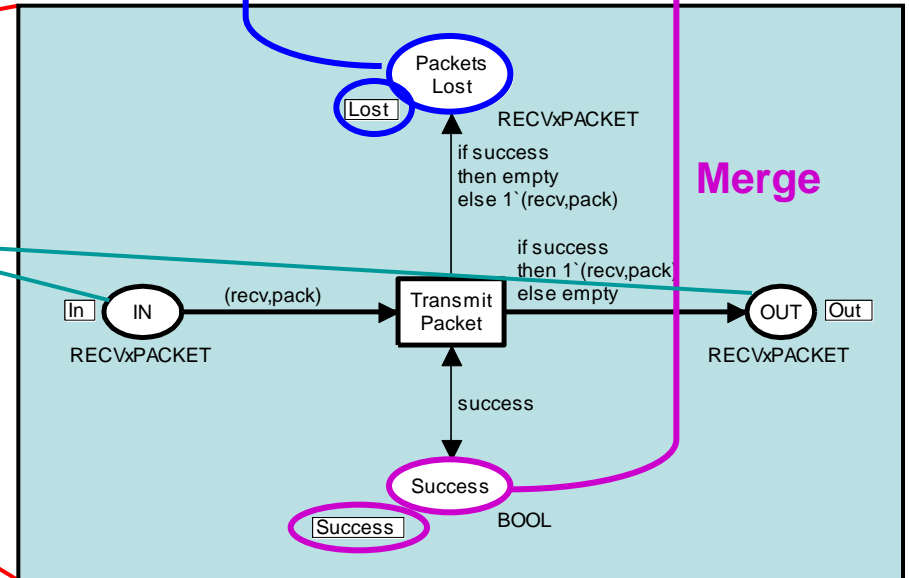 Packets
Lost
Lost
RECVxPACKET
if success
then empty
else 1`(recv,pack)
Merge
if success
then 1`(recv,pack)
else empty
In
IN
(recv,pack)
Transmit
Packet
OUT
Out
RECVxPACKET
RECVxPACKET
success
Success
BOOL
Success